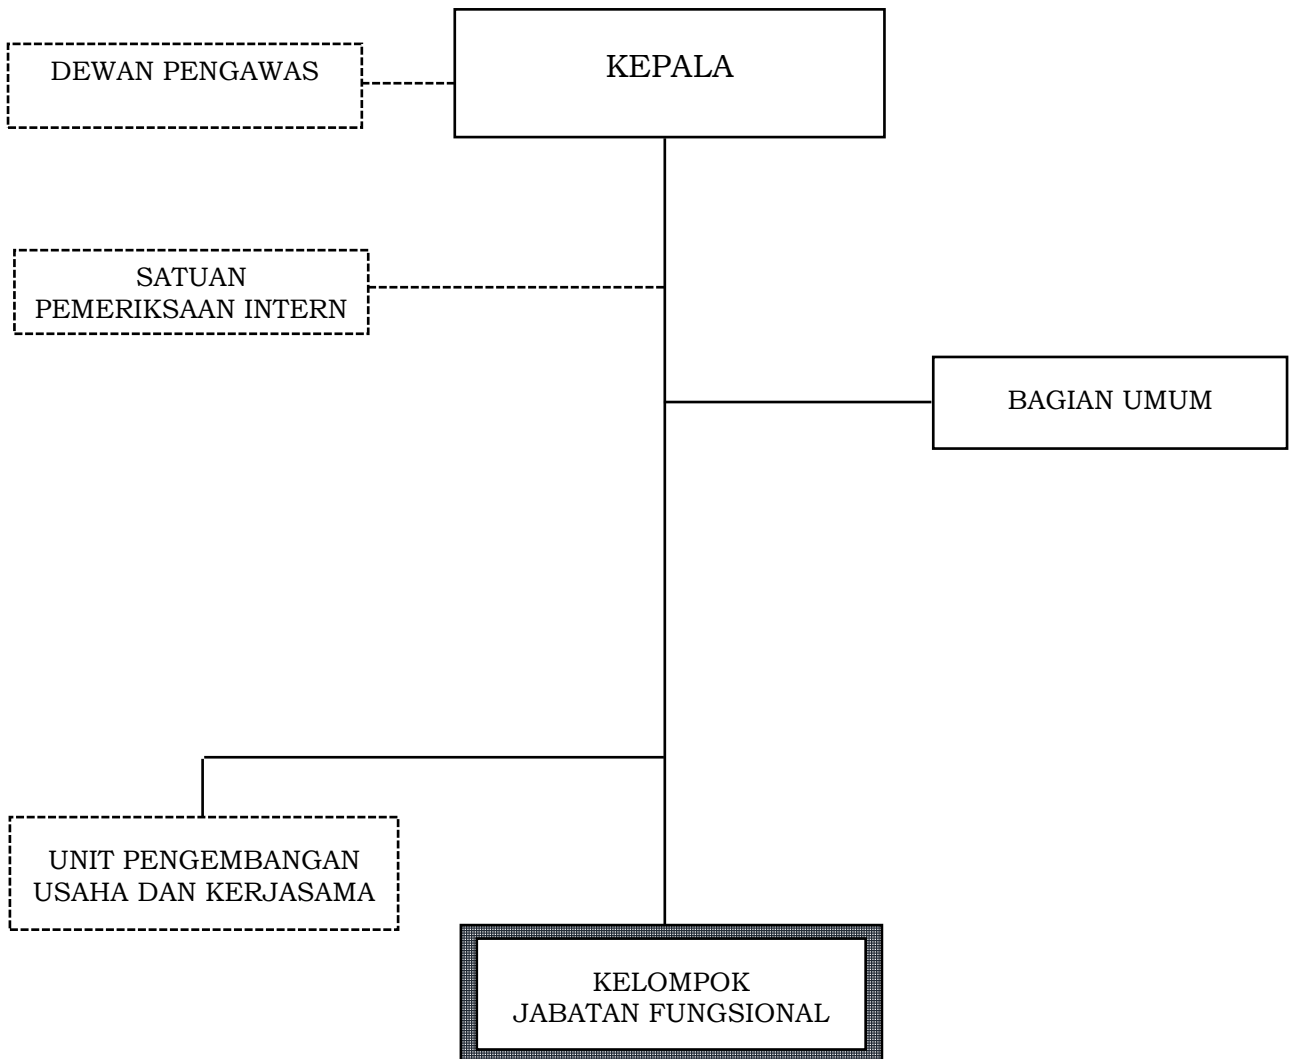 DEWAN PENGAWAS
KEPALA
SATUAN
PEMERIKSAAN INTERN
BAGIAN UMUM
UNIT PENGEMBANGAN
USAHA DAN KERJASAMA
KELOMPOK
JABATAN FUNGSIONAL